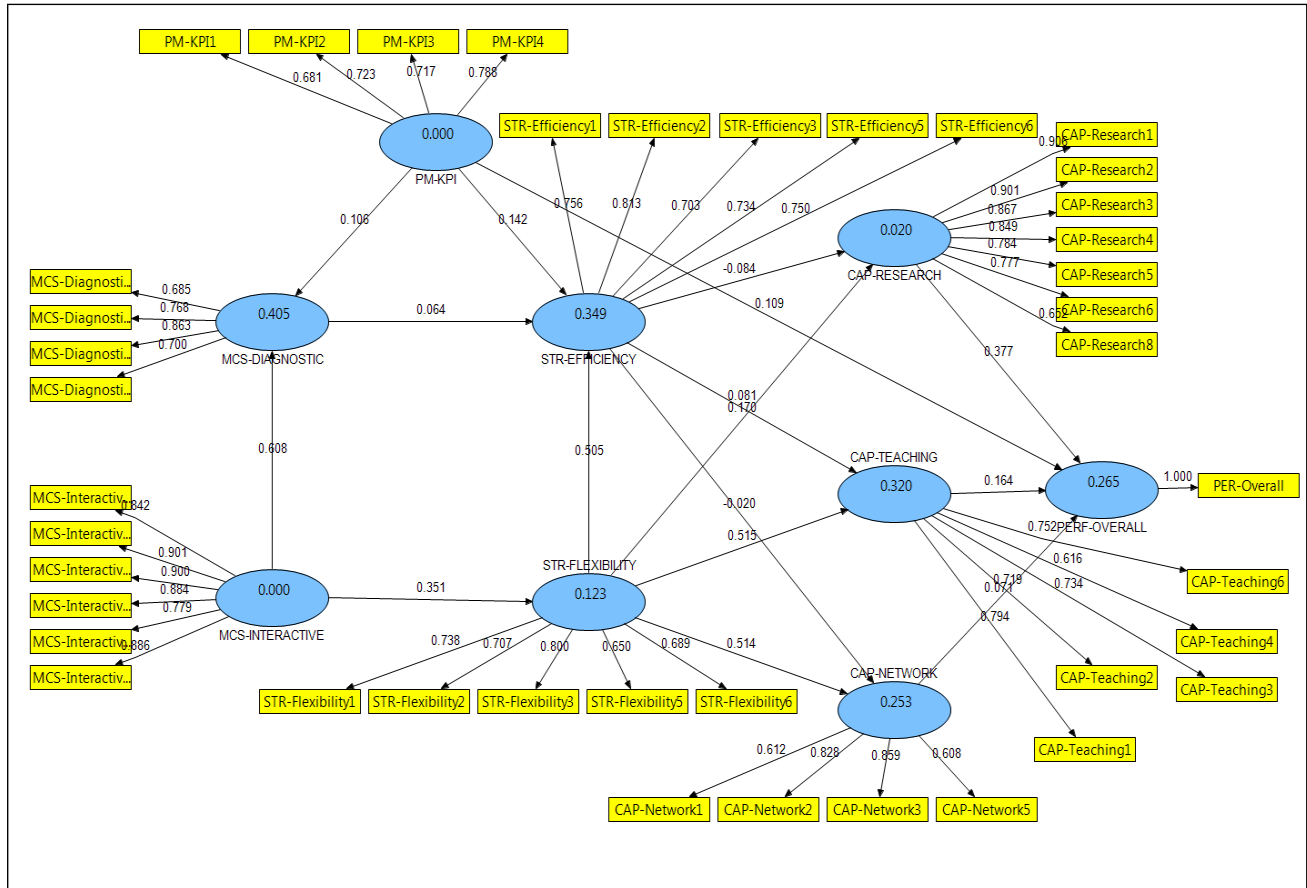 PM-KPI1
PM-KPI2
PM-KPI3
PM-KPI4
0.681
0.723
0.717
0.788
0.000
PM-KPI
STR-Efficiency1
STR-Efficiency2
STR-Efficiency3
STR-Efficiency5
STR-Efficiency6
0.756
0.813
0.703
0.734
0.750
0.106
0.142
0.109
CAP-Research1
CAP-Research2
CAP-Research3
CAP-Research4
CAP-Research5
CAP-Research6
CAP-Research8
0.906
0.901
0.867
0.849
0.784
0.777
0.652
0.020
CAP-RESEARCH
-0.084
0.377
MCS-Diagnosti...
MCS-Diagnosti...
MCS-Diagnosti...
MCS-Diagnosti...
0.685
0.768
0.863
0.700
0.405
MCS-DIAGNOSTIC
0.064
0.349
STR-EFFICIENCY
0.081
0.170
0.608
0.505
-0.020
CAP-TEACHING
0.320
0.164
0.265
PERF-OVERALL
1.000
PER-Overall
MCS-Interactiv...
MCS-Interactiv...
MCS-Interactiv...
MCS-Interactiv...
MCS-Interactiv...
MCS-Interactiv...
0.842
0.901
0.900
0.884
0.779
0.886
0.000
MCS-INTERACTIVE
0.351
STR-FLEXIBILITY
0.123
0.515
0.514
0.752
0.616
0.734
0.719
0.071
0.794
CAP-Teaching6
CAP-Teaching4
CAP-Teaching2
CAP-Teaching3
CAP-Teaching1
0.738
0.707
0.800
0.650
0.689
STR-Flexibility1
STR-Flexibility2
STR-Flexibility3
STR-Flexibility5
STR-Flexibility6
CAP-NETWORK
0.253
0.612
0.828
0.859
0.608
CAP-Network1
CAP-Network2
CAP-Network3
CAP-Network5